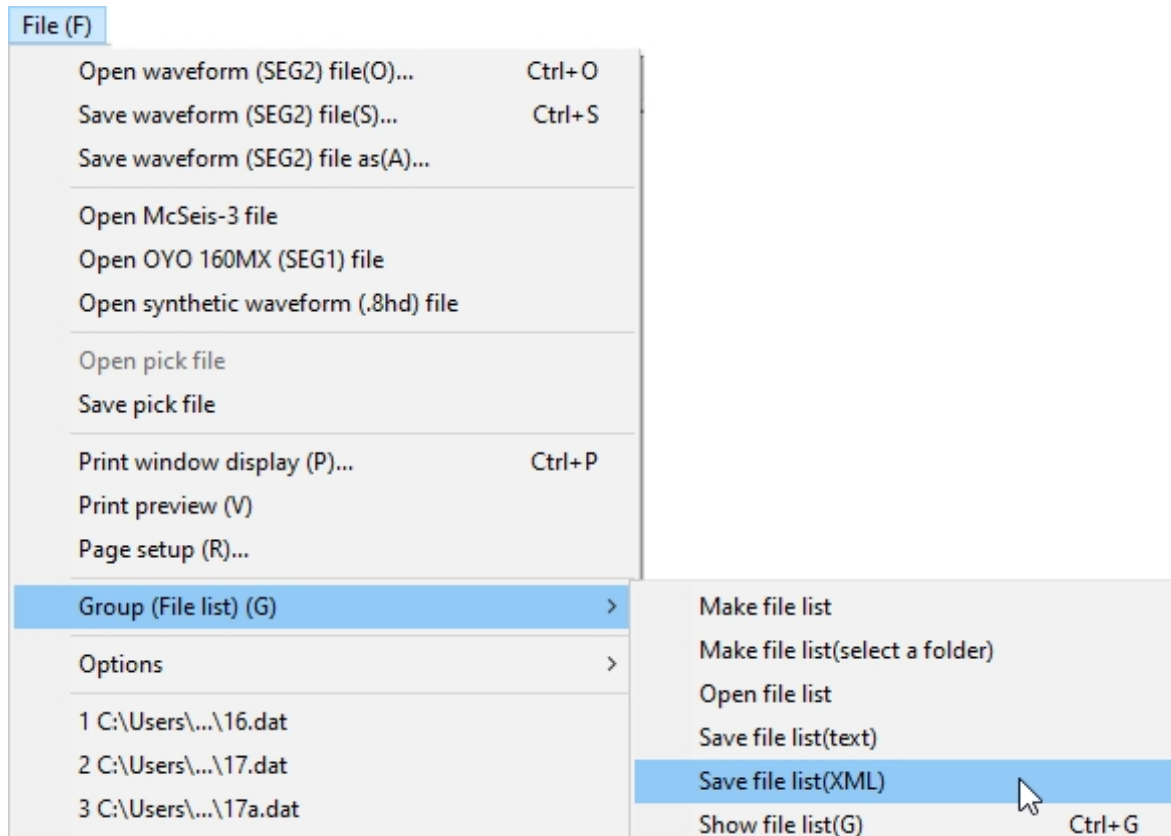 File (F)
Open waveform (SEG2) file(O)... Ctrl+O
Save waveform (SEG2) file(S)... Ctrl+S
Save waveform (SEG2) file as(A)...
Open McSeis-3 file
Open OYO 160MX (SEG1) file
Open synthetic waveform (.8hd) file
Open pick file
Save pick file
Print window display (P)... Ctrl+P
Print preview (V)
Page setup (R)...
Group (File list) (G) >
Options >
1 C:\Users\...\16.dat
2 C:\Users\...\17.dat
3 C:\Users\...\17a.dat
Make file list
Make file list(select a folder)
Open file list
Save file list(text)
Save file list(XML)
Show file list(G) Ctrl+G